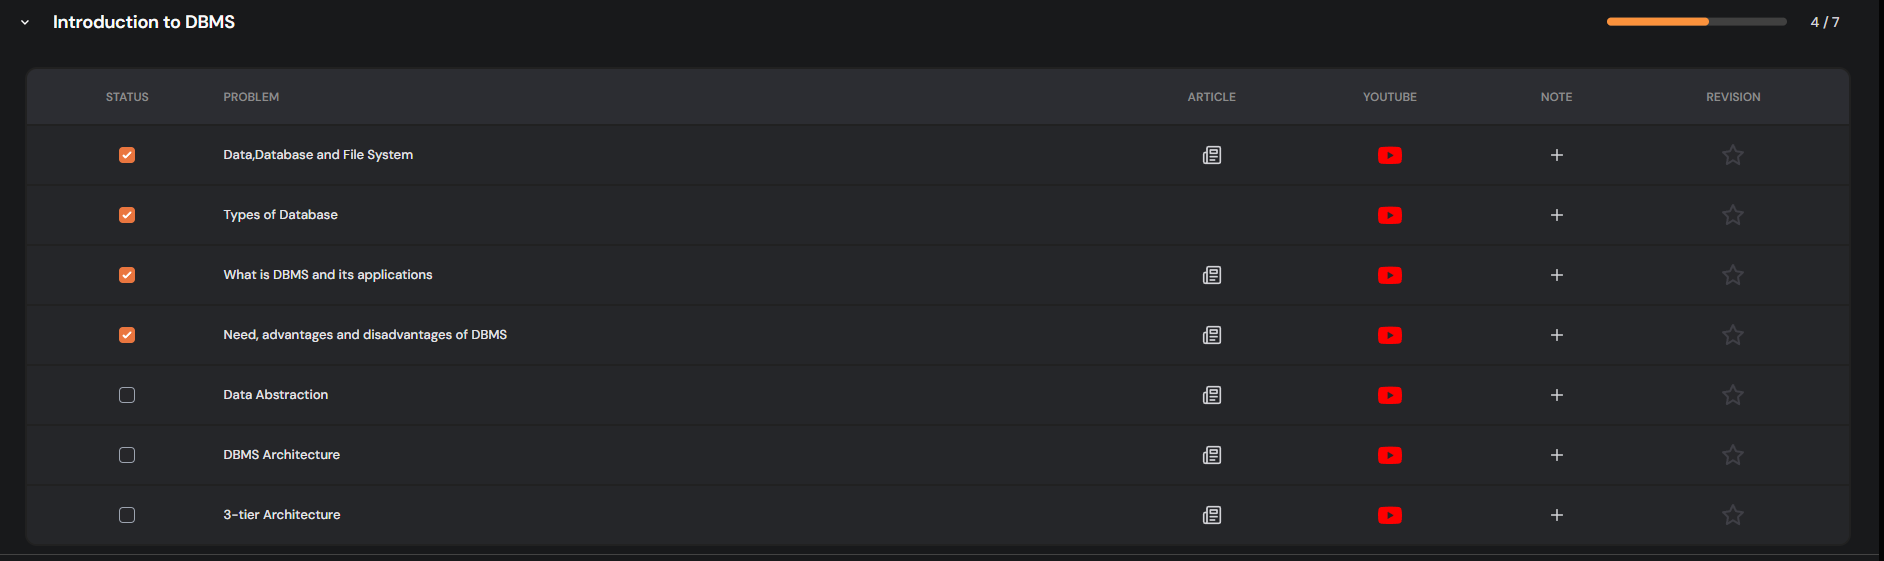 Introduction to DBMS 4 / 7
STATUS PROBLEM ARTICLE YOUTUBE NOTE REVISION
Data,Database and File System
Types of Database
What is DBMS and its applications
Need, advantages and disadvantages of DBMS
Data Abstraction
DBMS Architecture
3-tier Architecture